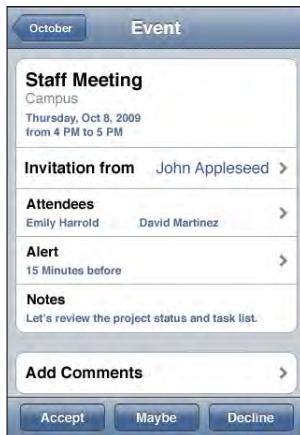 October
Event
Staff Meeting
Campus
Thursday, Oct 8, 2009
from 4 PM to 5 PM
Invitation from John Appleseed
Attendees
Emily Harrold David Martinez
Alert
15 Minutes before
Notes
Let's review the project status and task list.
Add Comments
Accept Maybe Decline